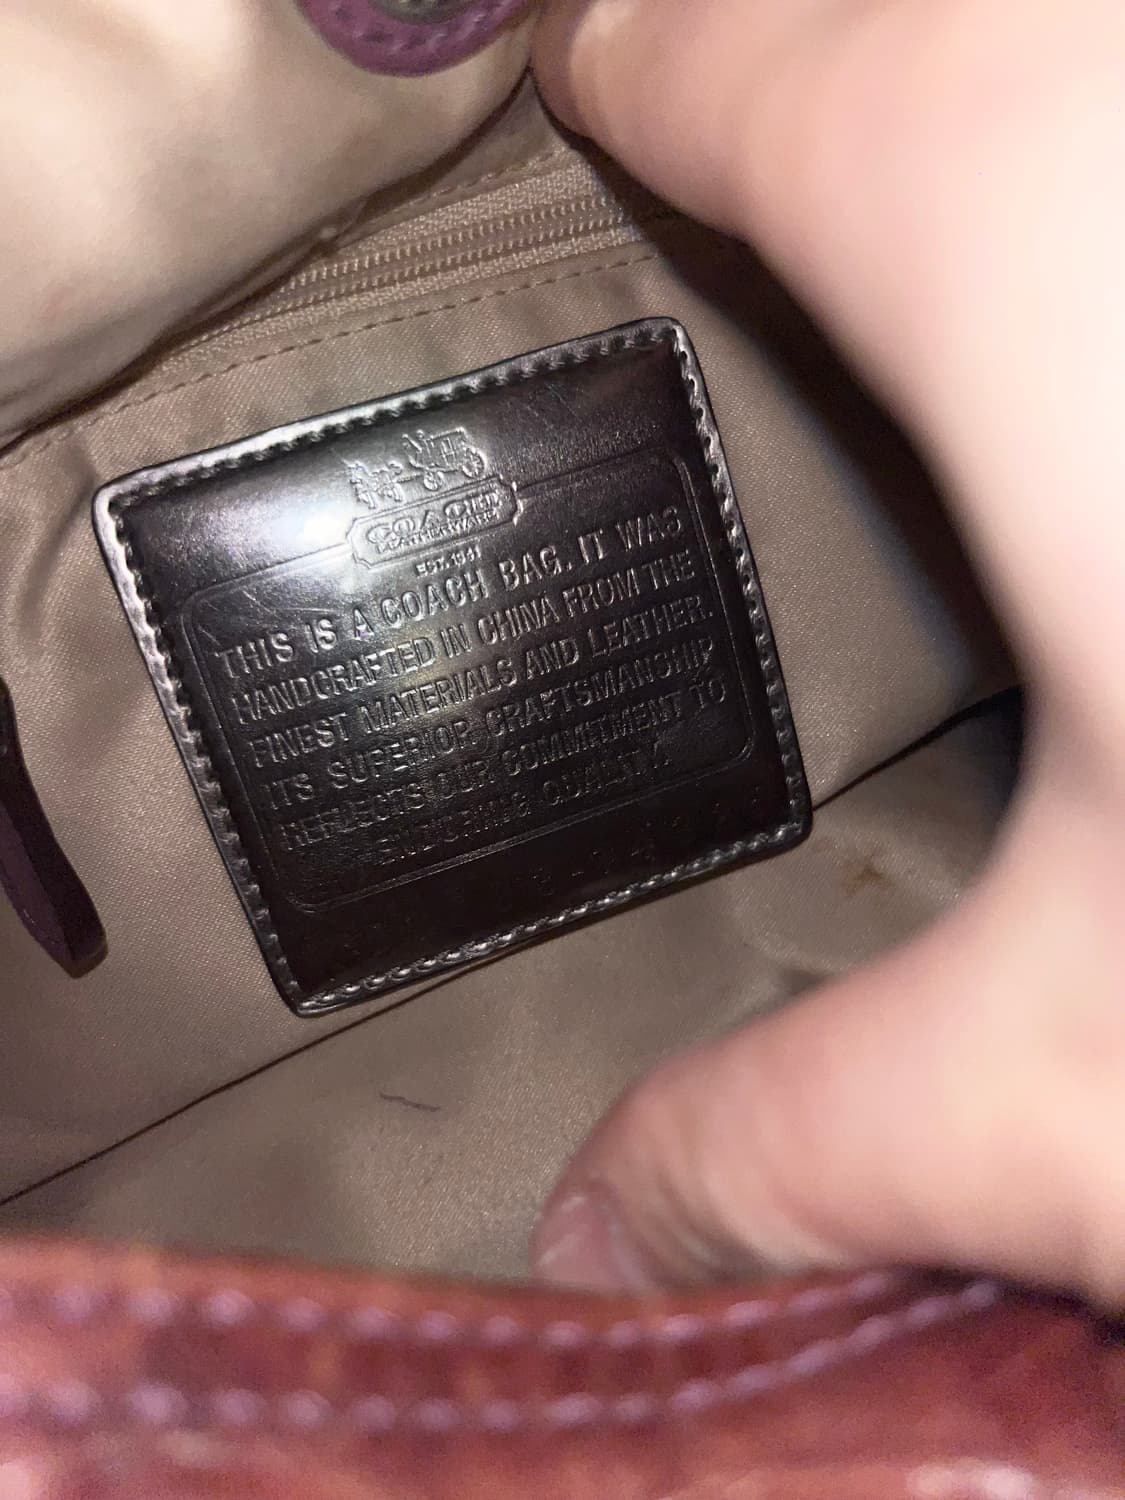 COACH
LEATHERWARE
EST. 1941
THIS IS A COACH BAG. IT WAS
HANDCRAFTED IN CHINA FROM THE
FINEST MATERIALS AND LEATHER.
ITS SUPERIOR CRAFTSMANSHIP
REFLECTS OUR COMMITMENT TO
ENDURING QUALITY.